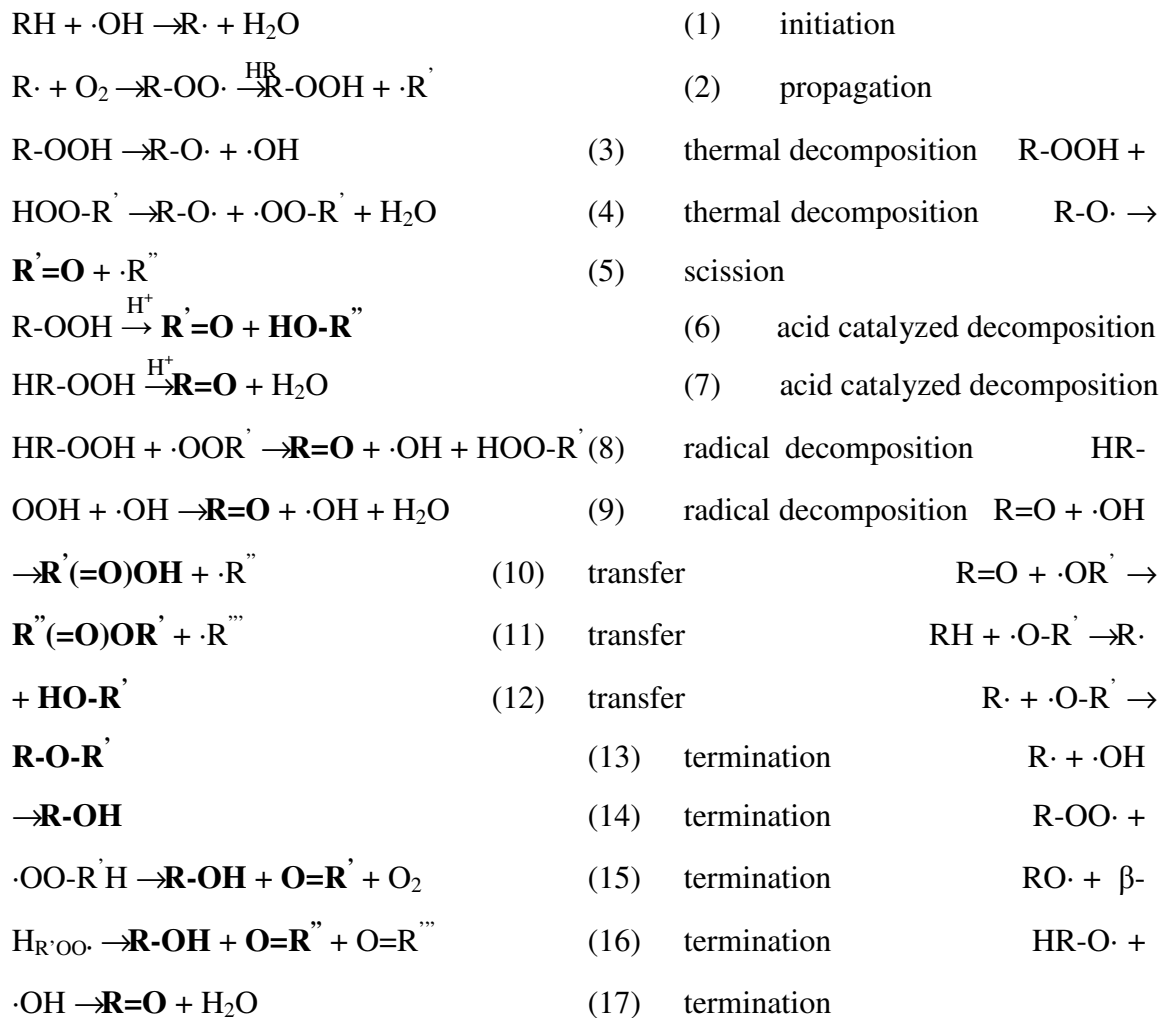 RH + ·OH →R· + H₂O (1) initiation
R· + O₂ →R-OO· →^HR R-OOH + ·R’ (2) propagation
R-OOH →R-O· + ·OH (3) thermal decomposition R-OOH +
HOO-R’ →R-O· + ·OO-R’ + H₂O (4) thermal decomposition R-O· →
R’=O + ·R” (5) scission
R-OOH →^H⁺ R’=O + HO-R” (6) acid catalyzed decomposition
HR-OOH →^H⁺ R=O + H₂O (7) acid catalyzed decomposition
HR-OOH + ·OOR’ →R=O + ·OH + HOO-R’ (8) radical decomposition HR-
OOH + ·OH →R=O + ·OH + H₂O (9) radical decomposition R=O + ·OH
→R’(=O)OH + ·R” (10) transfer R=O + ·OR’ →
R”(=O)OR’ + ·R”’ (11) transfer RH + ·O-R’ →R·
+ HO-R’ (12) transfer R· + ·O-R’ →
R-O-R’ (13) termination R· + ·OH
→R-OH (14) termination R-OO· +
·OO-R’H →R-OH + O=R’ + O₂ (15) termination RO· + β-
H_R’OO· →R-OH + O=R” + O=R”’ (16) termination HR-O· +
·OH →R=O + H₂O (17) termination